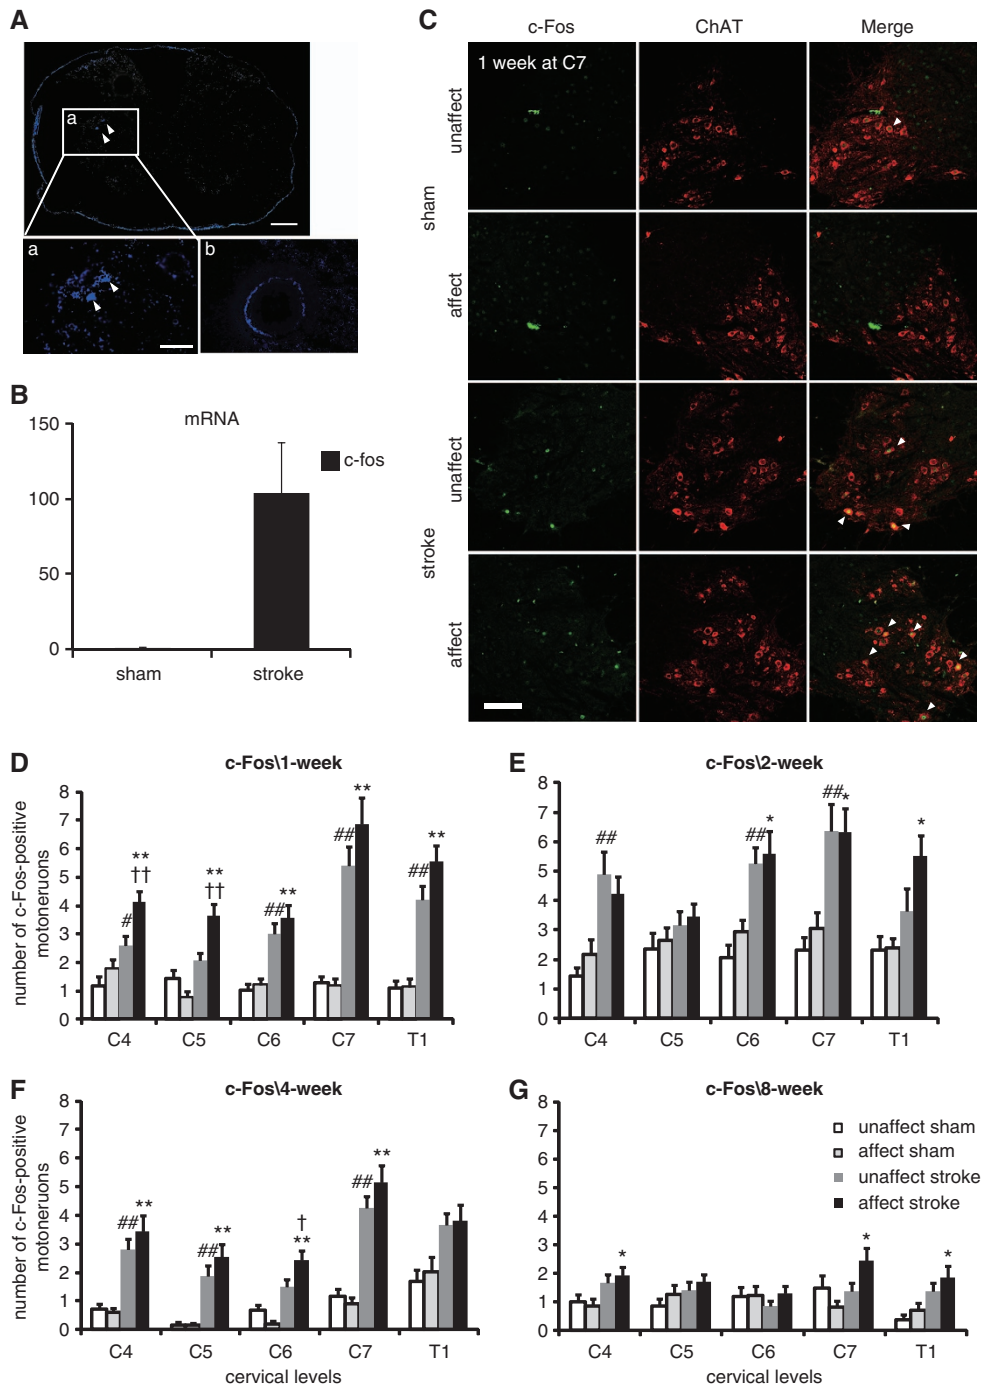 A
a
a
b
B
mRNA
150
100
50
0
c-fos
sham
stroke
C
c-Fos
ChAT
Merge
1 week at C7
unaffect
affect
sham
unaffect
affect
stroke
D
c-Fos\1-week
number of c-Fos-positive
motoneruons
8
7
6
5
4
3
2
1
0
#
**
††
**
††
##
**
##
**
##
**
C4
C5
C6
C7
T1
E
c-Fos\2-week
8
7
6
5
4
3
2
1
0
##
##
*
##
*
*
C4
C5
C6
C7
T1
F
c-Fos\4-week
number of c-Fos-positive
motoneruons
8
7
6
5
4
3
2
1
0
##
**
##
**
†
**
##
**
C4
C5
C6
C7
T1
cervical levels
G
c-Fos\8-week
8
7
6
5
4
3
2
1
0
unaffect sham
affect sham
unaffect stroke
affect stroke
*
*
*
C4
C5
C6
C7
T1
cervical levels